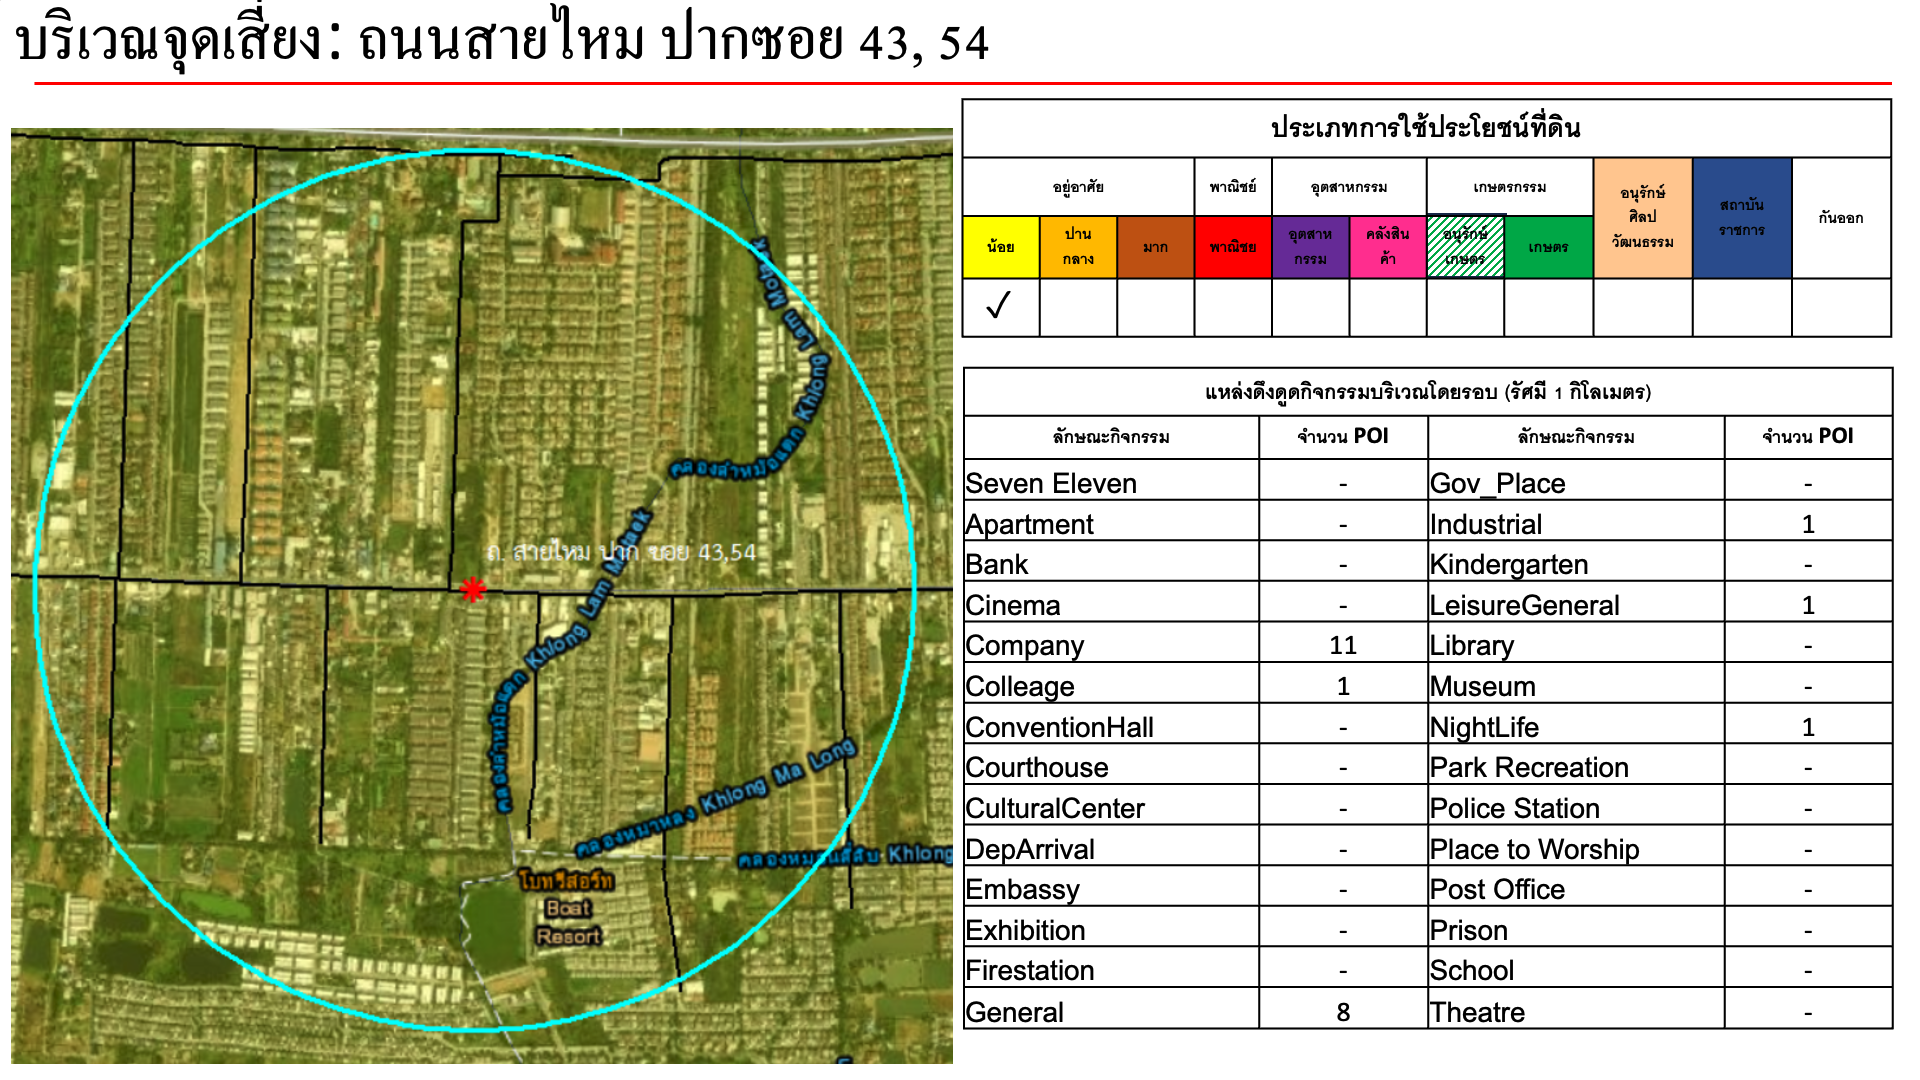 บริเวณจุดเสี่ยง: ถนนสายไหม ปากซอย 43, 54
ประเภทการใช้ประโยชน์ที่ดิน
อยู่อาศัย พาณิชย์ อุตสาหกรรม เกษตรกรรม อนุรักษ์ศิลปวัฒนธรรม สถาบันราชการ กันออก
น้อย ปานกลาง มาก พาณิชย อุตสาหกรรม คลังสินค้า อนุรักษ์เกษตร เกษตร
✓
แหล่งดึงดูดกิจกรรมบริเวณโดยรอบ (รัศมี 1 กิโลเมตร)
ลักษณะกิจกรรม จำนวน POI ลักษณะกิจกรรม จำนวน POI
Seven Eleven - Gov_Place -
Apartment - Industrial 1
Bank - Kindergarten -
Cinema - LeisureGeneral 1
Company 11 Library -
Colleage 1 Museum -
ConventionHall - NightLife 1
Courthouse - Park Recreation -
CulturalCenter - Police Station -
DepArrival - Place to Worship -
Embassy - Post Office -
Exhibition - Prison -
Firestation - School -
General 8 Theatre -
คลองลำหม้อแตก Khlong Lam Mo Taek
ถ. สายไหม ปาก ซอย 43,54
คลองลำหม้อแตก Khlong Lam Mo Taek
คลองหมาหลง Khlong Ma Long
Khlong
โบทรีสอร์ท
Boat
Resort